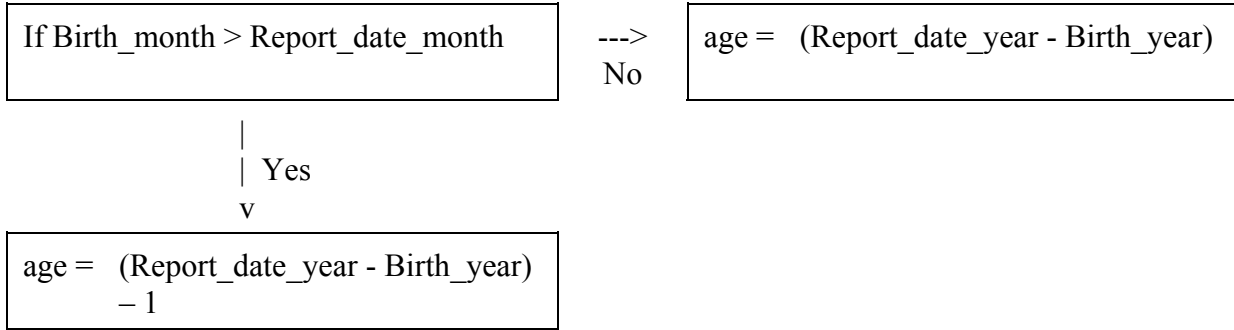 If Birth_month > Report_date_month
--->
No
age = (Report_date_year - Birth_year)
|
| Yes
v
age = (Report_date_year - Birth_year)
– 1